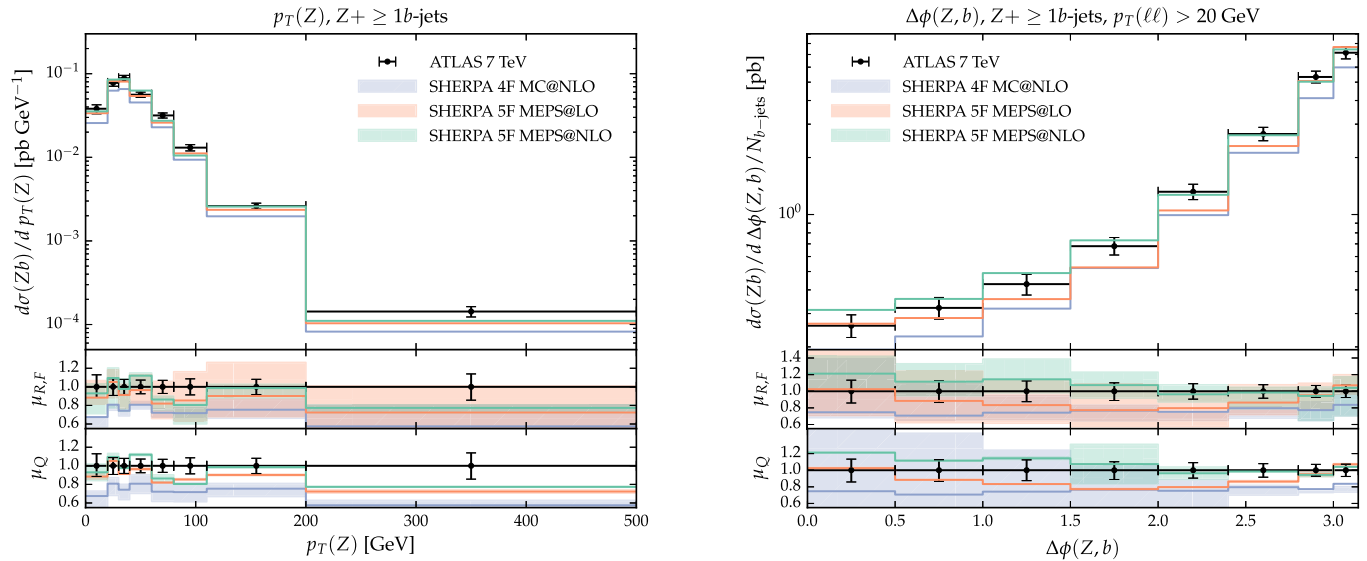 p_T(Z), Z+ ≥ 1b-jets
dσ(Zb)/d p_T(Z) [pb GeV⁻¹]
10⁻¹
10⁻²
10⁻³
10⁻⁴
ATLAS 7 TeV
SHERPA 4F MC@NLO
SHERPA 5F MEPS@LO
SHERPA 5F MEPS@NLO
μ_{R,F}
1.2
1.0
0.8
0.6
μ_Q
1.2
1.0
0.8
0.6
0 100 200 300 400 500
p_T(Z) [GeV]
Δφ(Z, b), Z+ ≥ 1b-jets, p_T(ℓℓ) > 20 GeV
dσ(Zb)/d Δφ(Z, b)/N_{b−jets} [pb]
10⁰
ATLAS 7 TeV
SHERPA 4F MC@NLO
SHERPA 5F MEPS@LO
SHERPA 5F MEPS@NLO
μ_{R,F}
1.4
1.2
1.0
0.8
0.6
μ_Q
1.4
1.2
1.0
0.8
0.6
0.0 0.5 1.0 1.5 2.0 2.5 3.0
Δφ(Z, b)